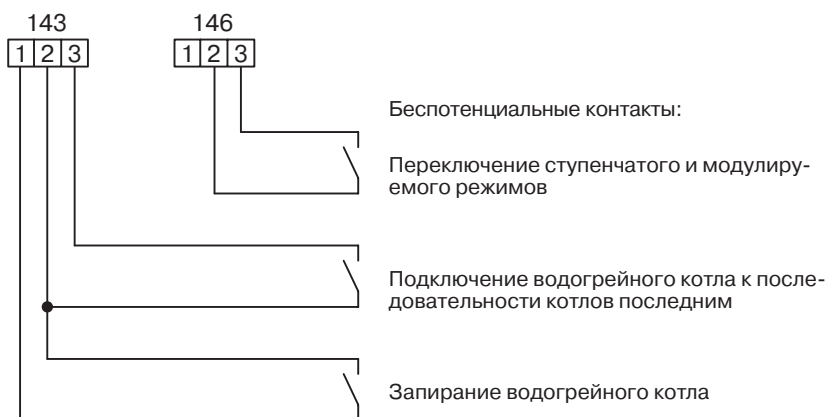 143
146
1 2 3
1 2 3
Беспотенциальные контакты:
Переключение ступенчатого и модулиру-
емого режимов
Подключение водогрейного котла к после-
довательности котлов последним
Запирание водогрейного котла